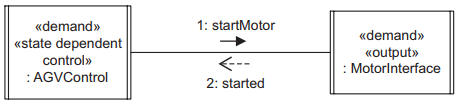 «demand»
«state dependent
control»
: AGVControl
1: startMotor
2: started
«demand»
«output»
: MotorInterface